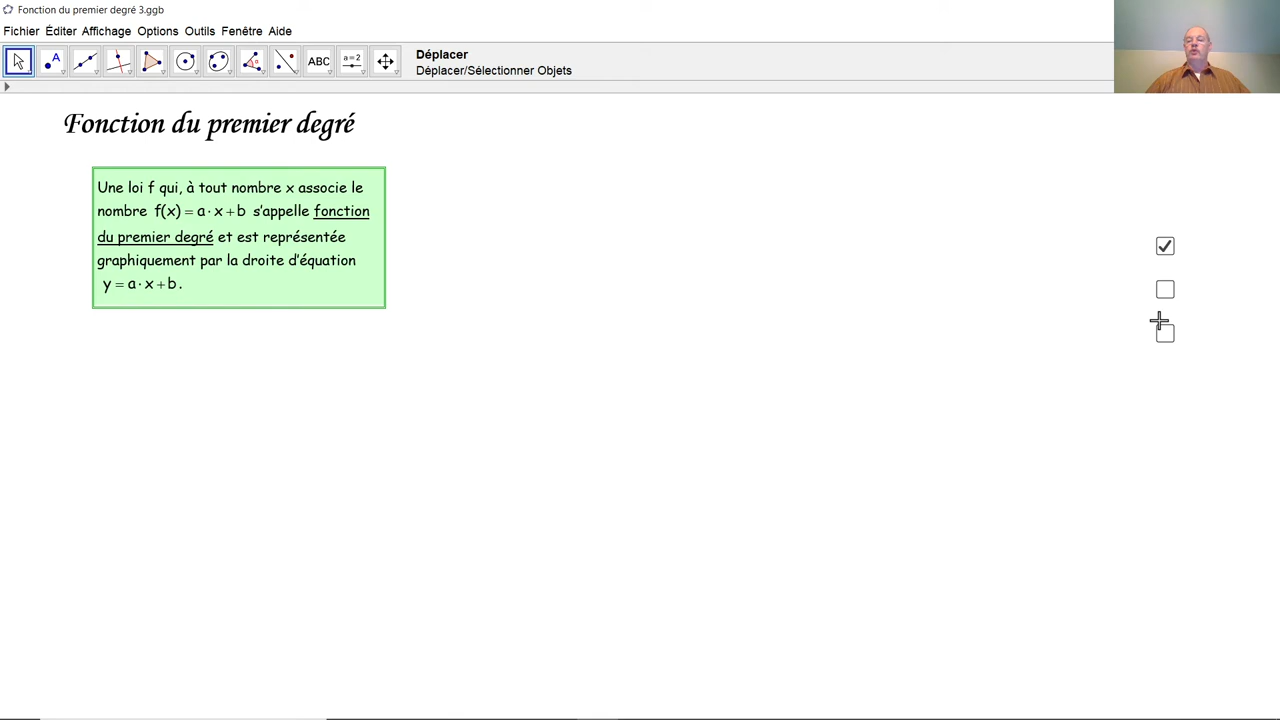 Fonction du premier degré 3.ggb
Fichier Éditer Affichage Options Outils Fenêtre Aide
A
ABC
a=2
Déplacer
Déplacer/Sélectionner Objets
Fonction du premier degré
Une loi f qui, à tout nombre x associe le
nombre f(x) = a · x + b s'appelle fonction
du premier degré et est représentée
graphiquement par la droite d'équation
y = a · x + b .